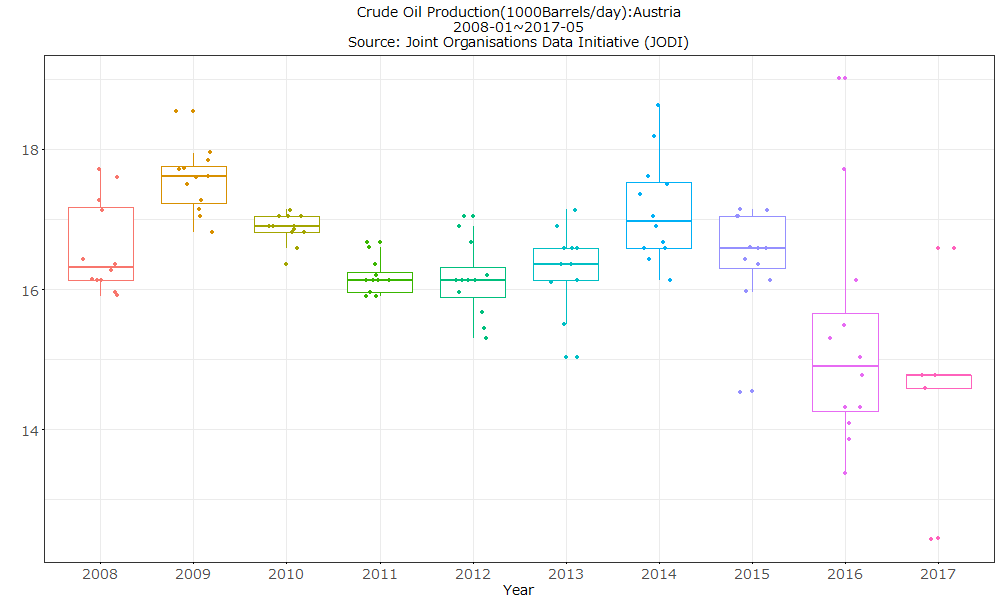 Crude Oil Production(1000Barrels/day):Austria
2008-01~2017-05
Source: Joint Organisations Data Initiative (JODI)
18
16
14
2008 2009 2010 2011 2012 2013 2014 2015 2016 2017
Year